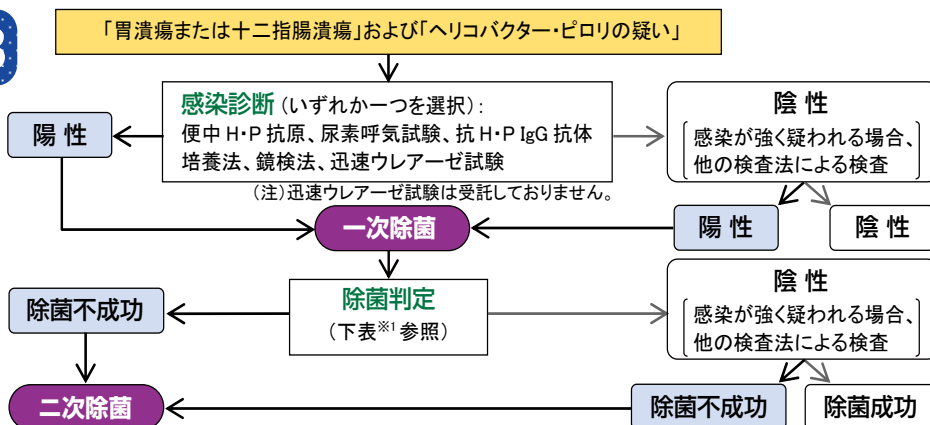 「胃潰瘍または十二指腸潰瘍」および「ヘリコバクター・ピロリの疑い」
感染診断(いずれか一つを選択):
便中H・P抗原、尿素呼気試験、抗H・P IgG抗体
培養法、鏡検法、迅速ウレアーゼ試験
陽性
陰性
感染が強く疑われる場合、
他の検査法による検査
(注)迅速ウレアーゼ試験は受託しておりません。
一次除菌
陽性
陰性
除菌不成功
除菌判定
(下表※1参照)
陰性
感染が強く疑われる場合、
他の検査法による検査
二次除菌
除菌不成功
除菌成功